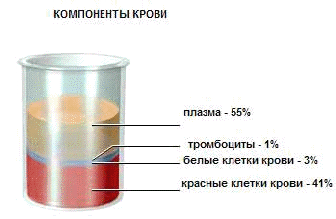 КОМПОНЕНТЫ КРОВИ
плазма - 55%
тромбоциты - 1%
белые клетки крови - 3%
красные клетки крови - 41%